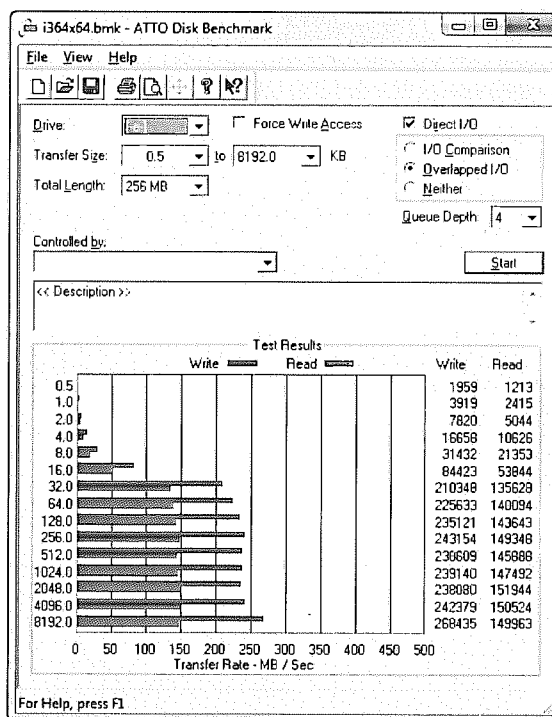 i364x64.bmk - ATTO Disk Benchmark
File View Help
Drive: Force Write Access Direct I/O
Transfer Size: 0.5 to 8192.0 KB I/O Comparison
Overlapped I/O
Total Length: 256 MB Neither
Queue Depth: 4
Controlled by:
Start
<< Description >>
Test Results
Write Read Write Read
0.5 1959 1213
1.0 3919 2415
2.0 7820 5044
4.0 16658 10626
8.0 31432 21353
16.0 84423 53844
32.0 210348 135628
64.0 225633 140094
128.0 235121 143643
256.0 243154 149348
512.0
1024.0 239140 147492
2048.0 238080 151944
4096.0 242379 150524
8192.0 268435 149963
0 50 100 150 200 250 300 350 400 450 500
Transfer Rate - MB / Sec
For Help, press F1